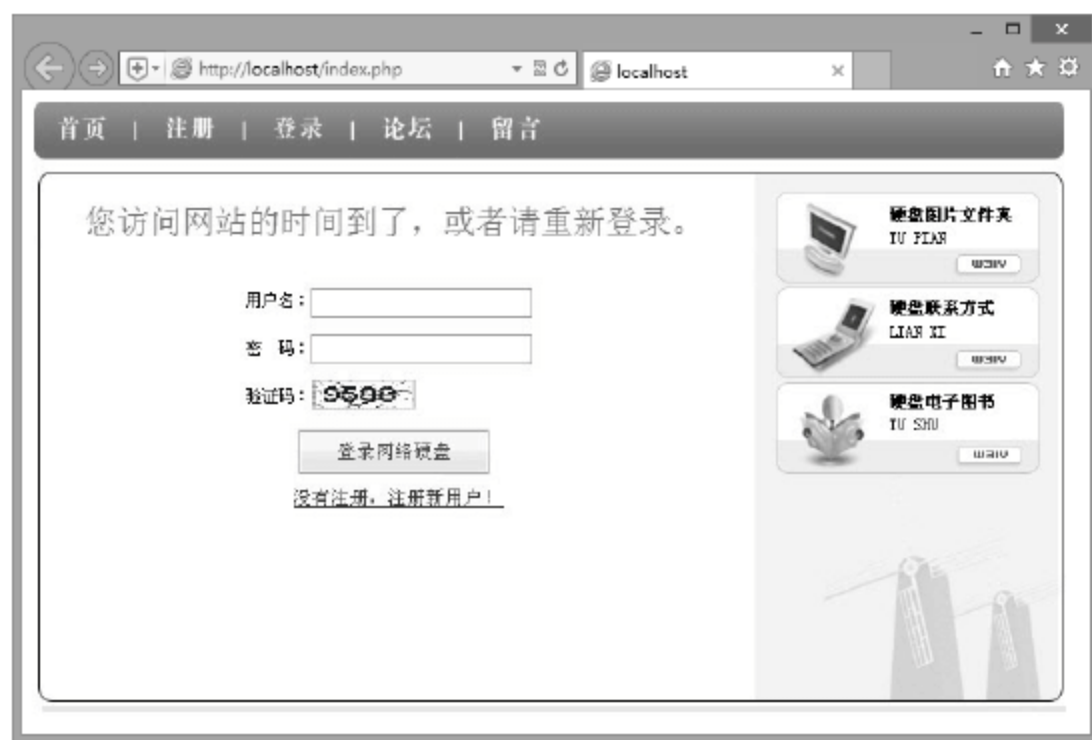 http://localhost/index.php
localhost
首页 | 注册 | 登录 | 论坛 | 留言
您访问网站的时间到了，或者请重新登录。
用户名：
密 码：
验证码：9590
登录网络硬盘
没有注册，注册新用户！
硬盘图片文件夹
TU PIAN
硬盘联系方式
LIAN XI
硬盘电子图书
TU SHU